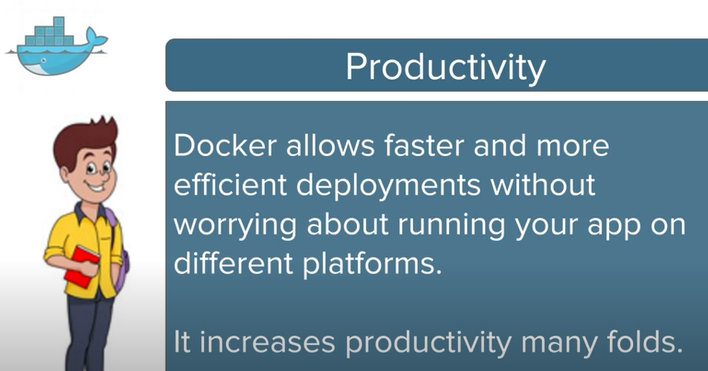 Productivity
Docker allows faster and more
efficient deployments without
worrying about running your app on
different platforms.
It increases productivity many folds.